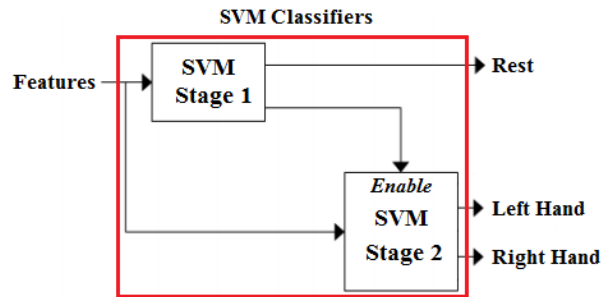 SVM Classifiers
SVM
Stage 1
Rest
Features
Enable
SVM
Stage 2
Left Hand
Right Hand